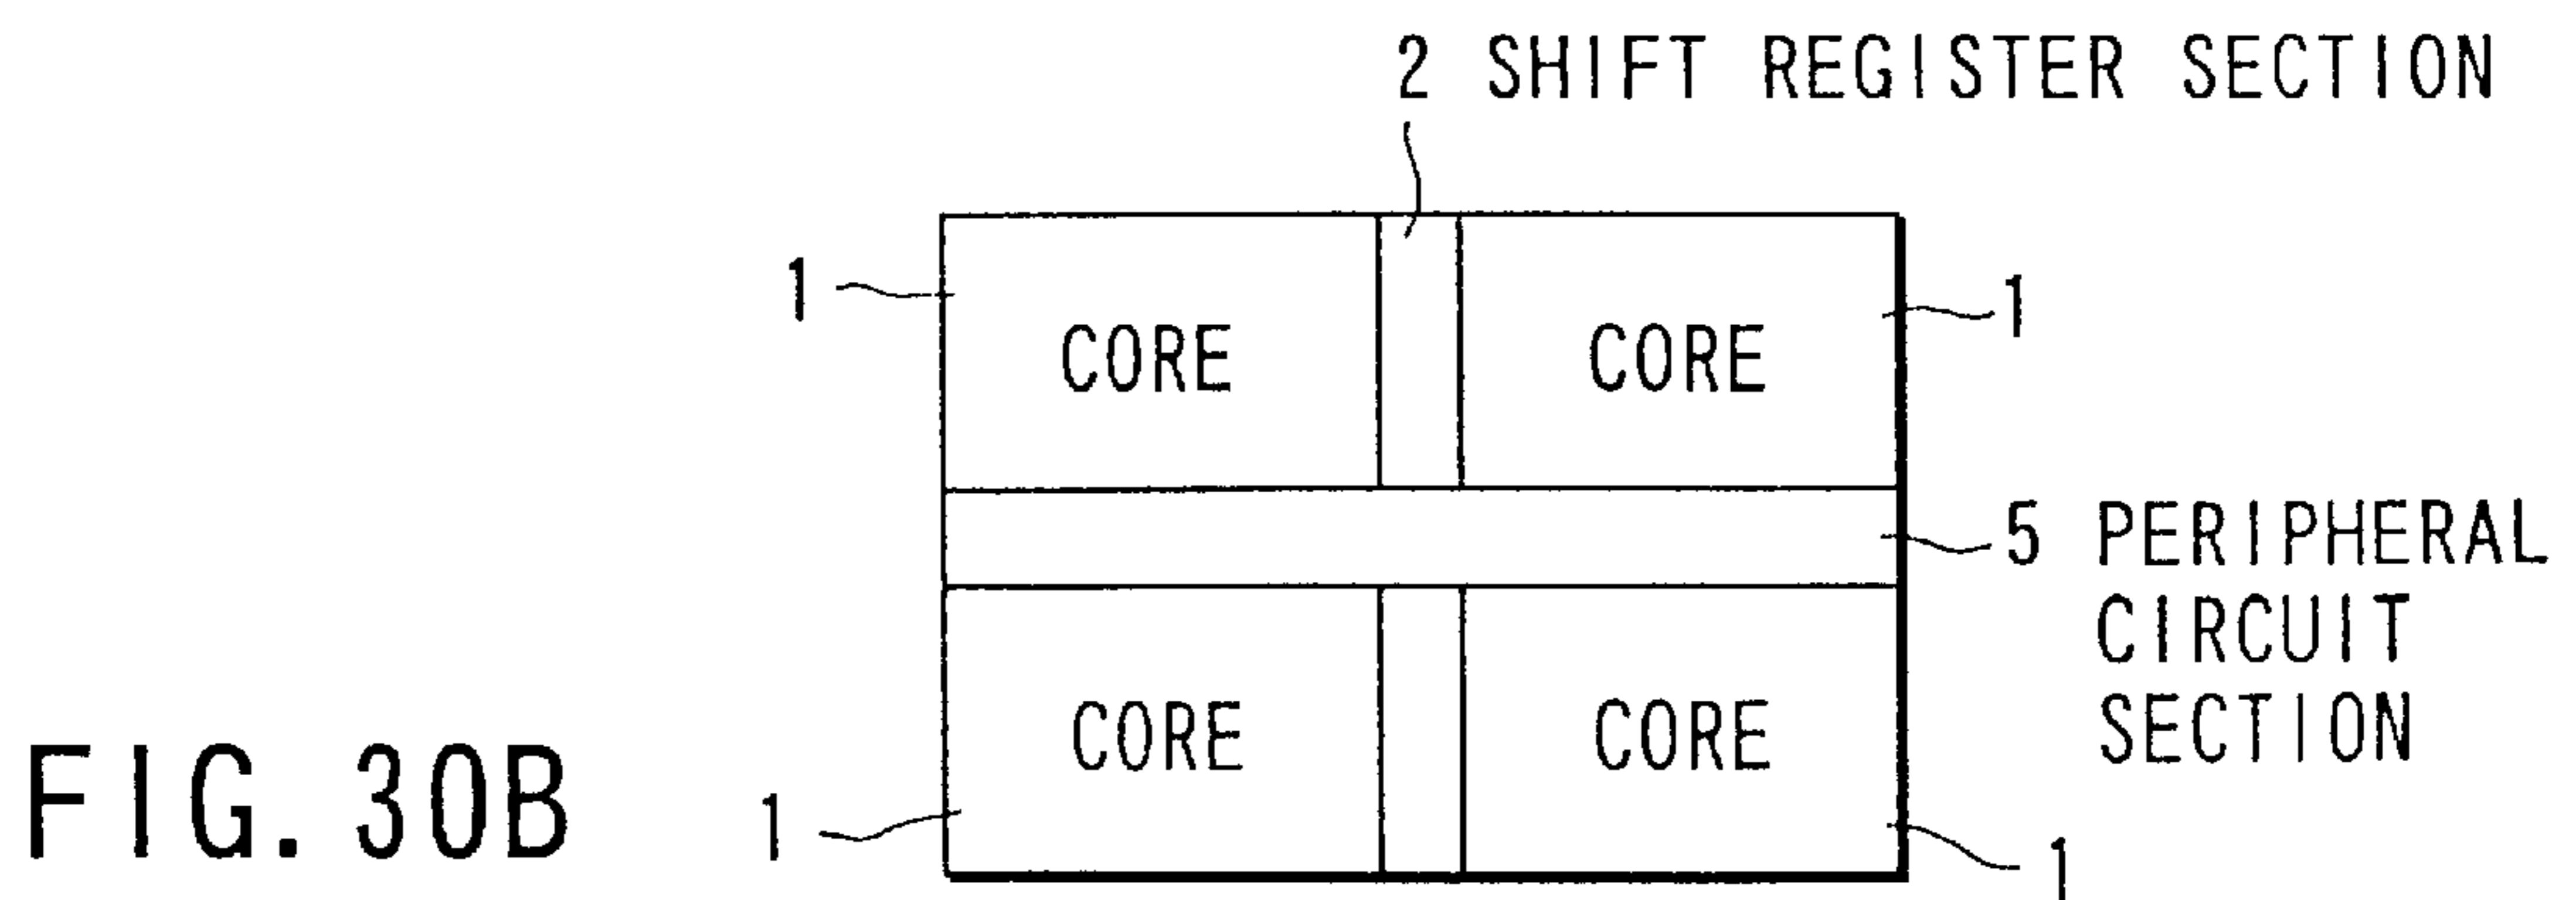 2 SHIFT REGISTER SECTION
1
CORE
CORE
1
5 PERIPHERAL
CIRCUIT
SECTION
CORE
CORE
1
1
FIG. 30B